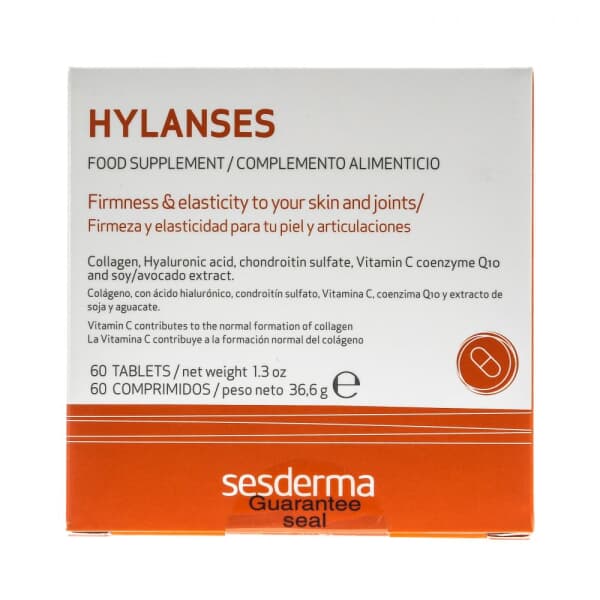 HYLANSES
FOOD SUPPLEMENT / COMPLEMENTO ALIMENTICIO
Firmness & elasticity to your skin and joints/
Firmeza y elasticidad para tu piel y articulaciones
Collagen, Hyaluronic acid, chondroitin sulfate, Vitamin C coenzyme Q10
and soy/avocado extract.
Colágeno, con ácido hialurónico, condroitín sulfato, Vitamina C, coenzima Q10 y extracto de
soja y aguacate.
Vitamin C contributes to the normal formation of collagen
La Vitamina C contribuye a la formación normal del colágeno
60 TABLETS / net weight 1.3 oz
60 COMPRIMIDOS / peso neto 36,6 g ℮
sesderma
Guarantee
seal